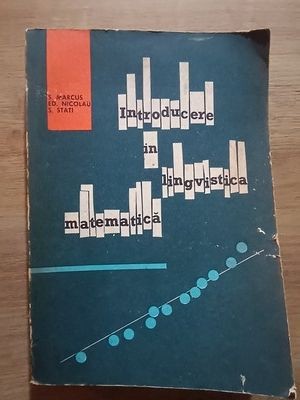 S. MARCUS
ED. NICOLAU
S. STATI
Introducere
în
lingvistica
matematică